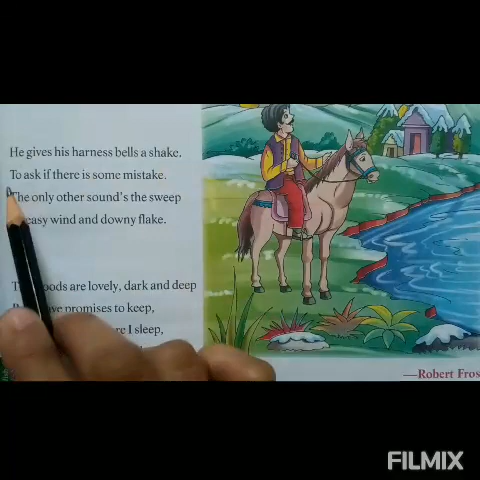 He gives his harness bells a shake.
To ask if there is some mistake.
The only other sound's the sweep
easy wind and downy flake.
are lovely, dark and deep
promises to keep,
I sleep,
—Robert Fros
FILMIX